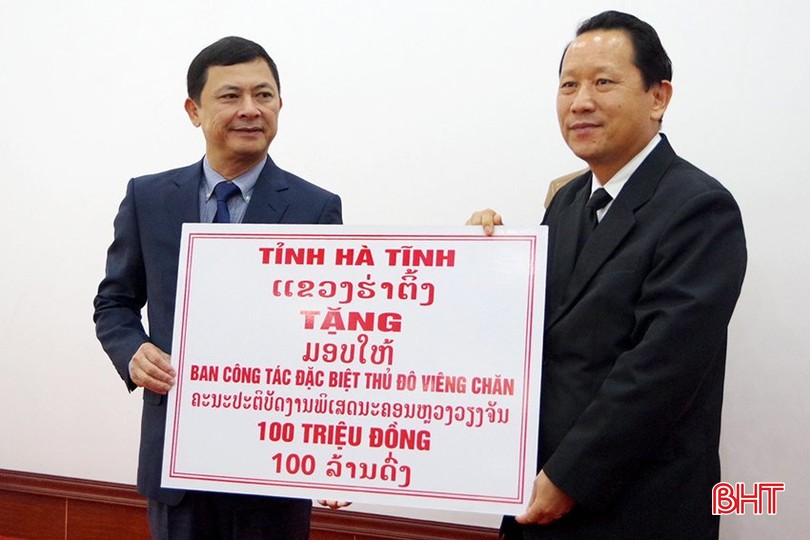 TỈNH HÀ TĨNH
ແຂວງຮ່າຕິ້ງ
TẶNG
ມອບໃຫ້
BAN CÔNG TÁC ĐẶC BIỆT THỦ ĐÔ VIÊNG CHĂN
ຄະນະປະຕິບັດງານພິເສດນະຄອນຫຼວງວຽງຈັນ
100 TRIỆU ĐỒNG
100 ລ້ານດົ່ງ
BHT